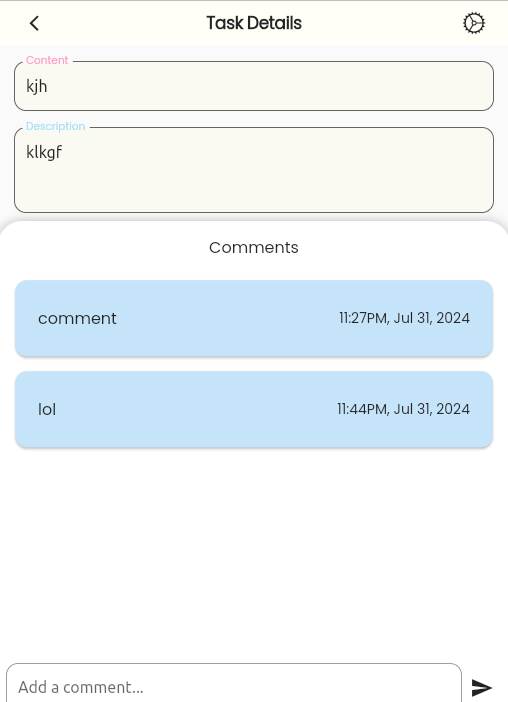 Task Details
Content
kjh
Description
klkgf
Comments
comment
11:27PM, Jul 31, 2024
lol
11:44PM, Jul 31, 2024
Add a comment...